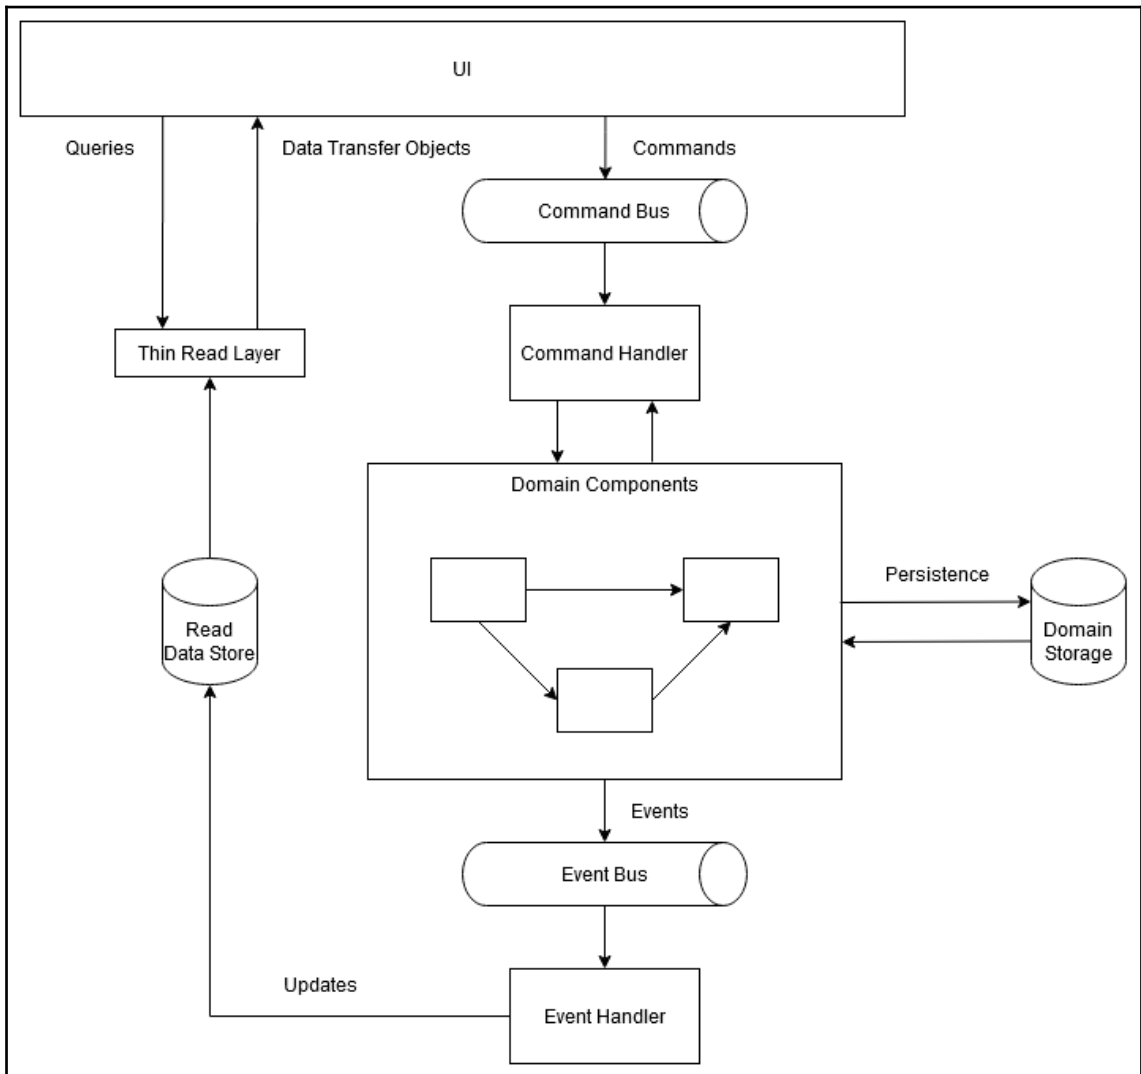 UI
Queries
Data Transfer Objects
Commands
Command Bus
Thin Read Layer
Command Handler
Domain Components
Persistence
Read
Data Store
Domain
Storage
Events
Event Bus
Updates
Event Handler